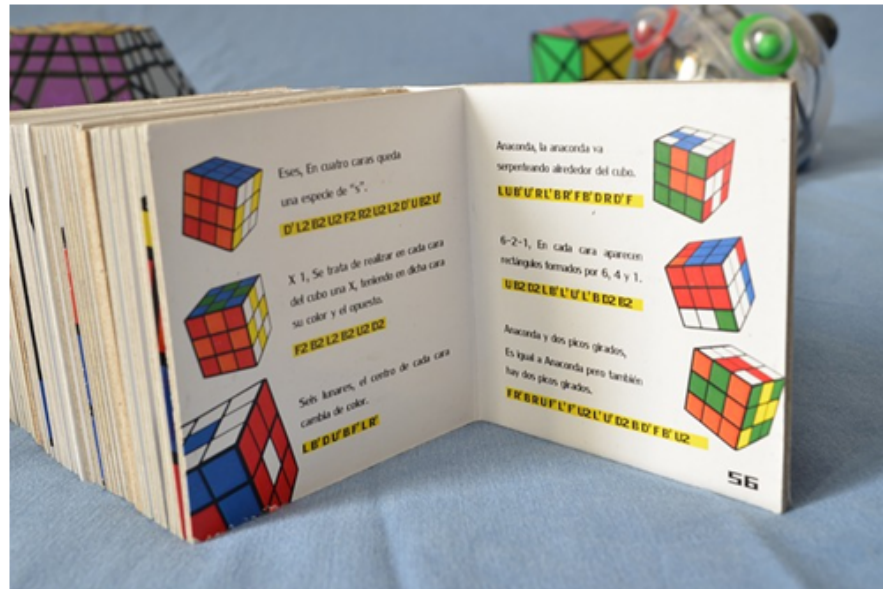 Eses, En cuatro caras queda
una especie de "s".
D' L2 B2 U2 F2 R2 U2 L2 D' U B2 U'
X 1, Se trata de realizar en cada cara
del cubo una X, teniendo en dicha cara
su color y el opuesto.
F2 B2 L2 B2 U2 D2
Seis lunares, el centro de cada cara
cambia de color.
L B' D U' B F' L R'
Anaconda, la anaconda va
serpenteando alrededor del cubo.
L U B' U' R L' B R' F B' D R D' F'
6-2-1, En cada cara aparecen
rectángulos formados por 6, 4 y 1.
U B2 D2 L B' L' U' L' B D2 B2
Anaconda y dos picos girados,
Es igual a Anaconda pero también
hay dos picos girados.
F R' B R U F' L' F' U2 L' U' D2 B D' F B' U2
56